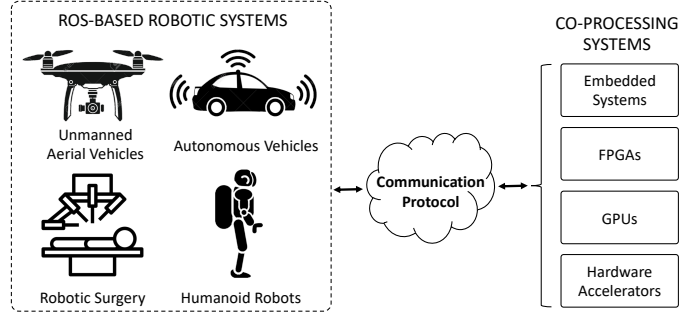 ROS-BASED ROBOTIC SYSTEMS
Unmanned
Aerial Vehicles
Autonomous Vehicles
Robotic Surgery
Humanoid Robots
Communication
Protocol
CO-PROCESSING
SYSTEMS
Embedded
Systems
FPGAs
GPUs
Hardware
Accelerators